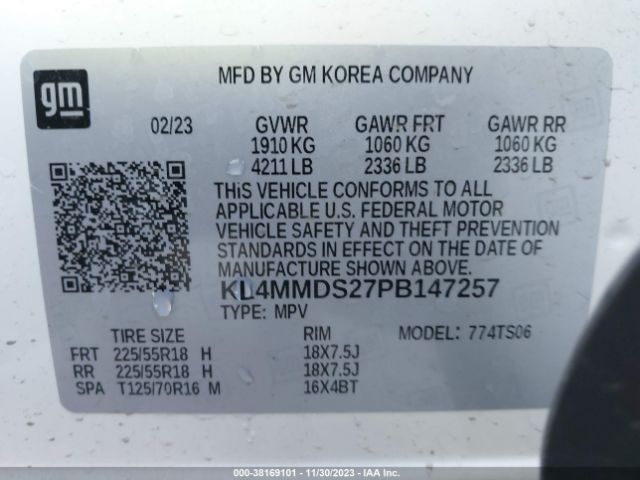 gm
MFD BY GM KOREA COMPANY
02/23 GVWR GAWR FRT GAWR RR
1910 KG 1060 KG 1060 KG
4211 LB 2336 LB 2336 LB
THIS VEHICLE CONFORMS TO ALL
APPLICABLE U.S. FEDERAL MOTOR
VEHICLE SAFETY AND THEFT PREVENTION
STANDARDS IN EFFECT ON THE DATE OF
MANUFACTURE SHOWN ABOVE.
KL4MMDS27PB147257
TYPE: MPV
TIRE SIZE RIM MODEL: 774TS06
FRT 225/55R18 H 18X7.5J
RR 225/55R18 H 18X7.5J
SPA T125/70R16 M 16X4BT
000-38169101 - 11/30/2023 - IAA Inc.